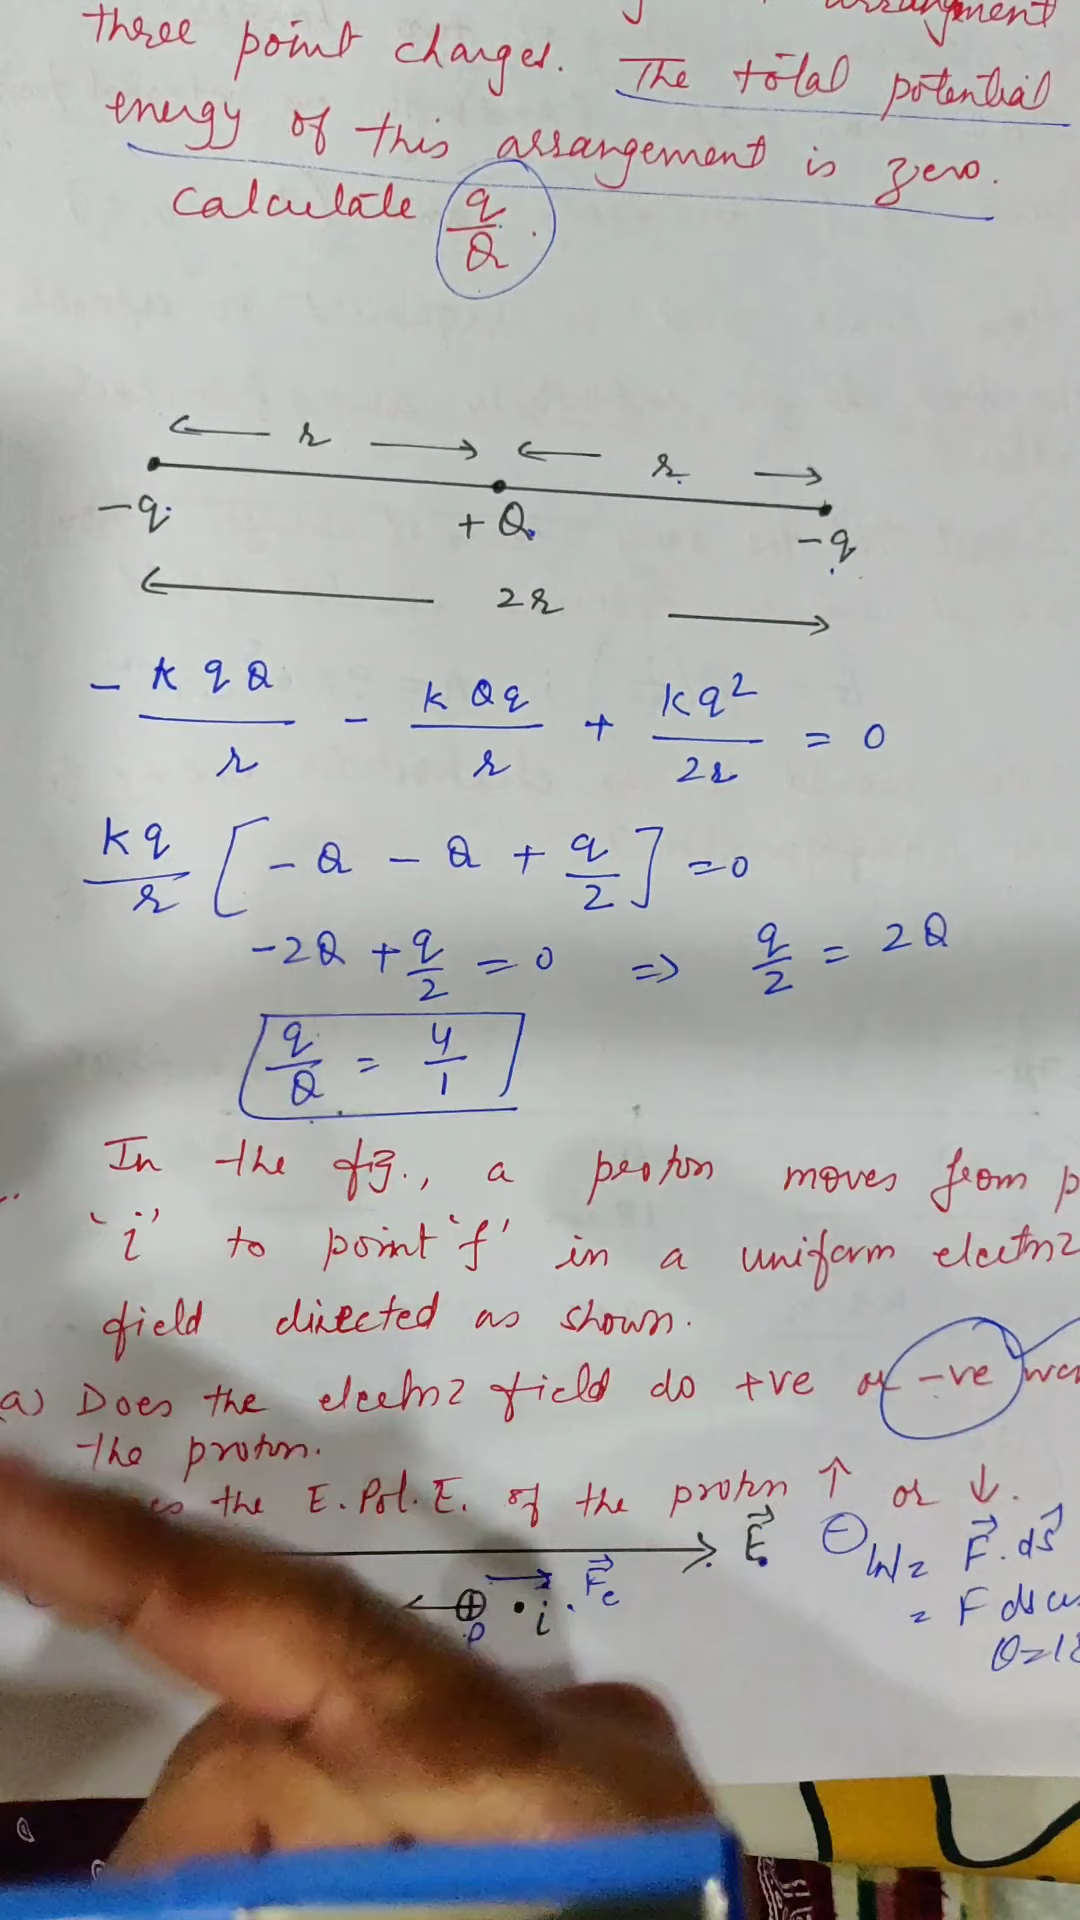 arrangment
three point charges. The total potential
energy of this arrangement is zero.
Calculate q/Q.
r r
-q +Q -q
2r
- kqQ/r - kQq/r + kq²/2r = 0
kq/r [ - Q - Q + q/2 ] = 0
-2Q + q/2 = 0 => q/2 = 2Q
q/Q = 4/1
In the fig., a proton moves from p
'i' to point 'f' in a uniform electric
field directed as shown.
(a) Does the electric field do +ve or -ve wor
the proton.
the E. Pot. E. of the proton ↑ or ↓.
E⃗ ⊖ W = F⃗.ds⃗
⊕ i F⃗e = F ds cos
p θ=18